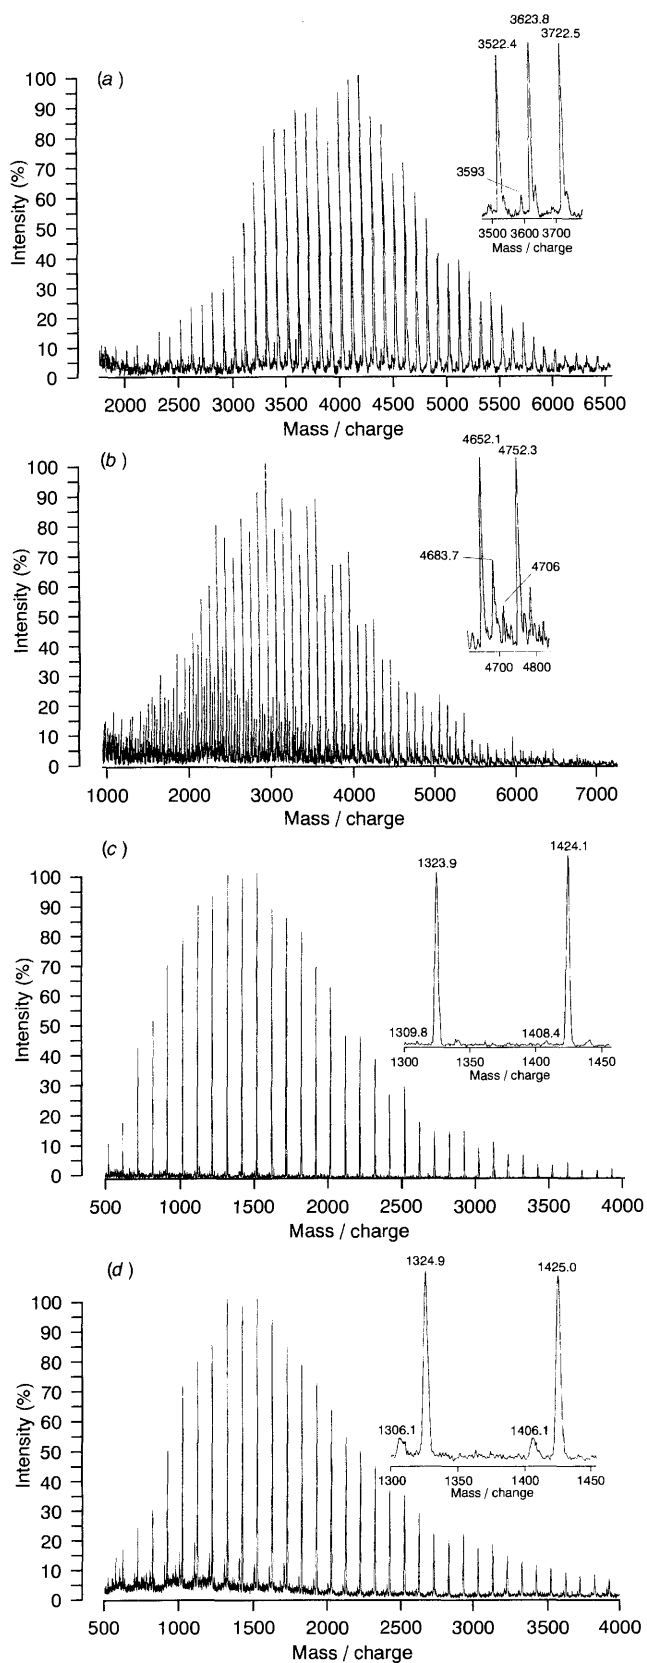 (a)
3623.8
3522.4 3722.5
3593
3500 3600 3700
Mass / charge
Intensity (%)
100
90
80
70
60
50
40
30
20
10
0
2000 2500 3000 3500 4000 4500 5000 5500 6000 6500
Mass / charge
(b)
4652.1
4752.3
4683.7
4706
4700 4800
Intensity (%)
100
90
80
70
60
50
40
30
20
10
0
1000 2000 3000 4000 5000 6000 7000
Mass / charge
(c)
1424.1
1323.9
1309.8
1408.4
1300 1350 1400 1450
Mass / charge
Intensity (%)
100
90
80
70
60
50
40
30
20
10
0
500 1000 1500 2000 2500 3000 3500 4000
Mass / charge
(d)
1324.9
1425.0
1306.1
1406.1
1300 1350 1400 1450
Mass / change
Intensity (%)
100
90
80
70
60
50
40
30
20
10
0
500 1000 1500 2000 2500 3000 3500 4000
Mass / charge